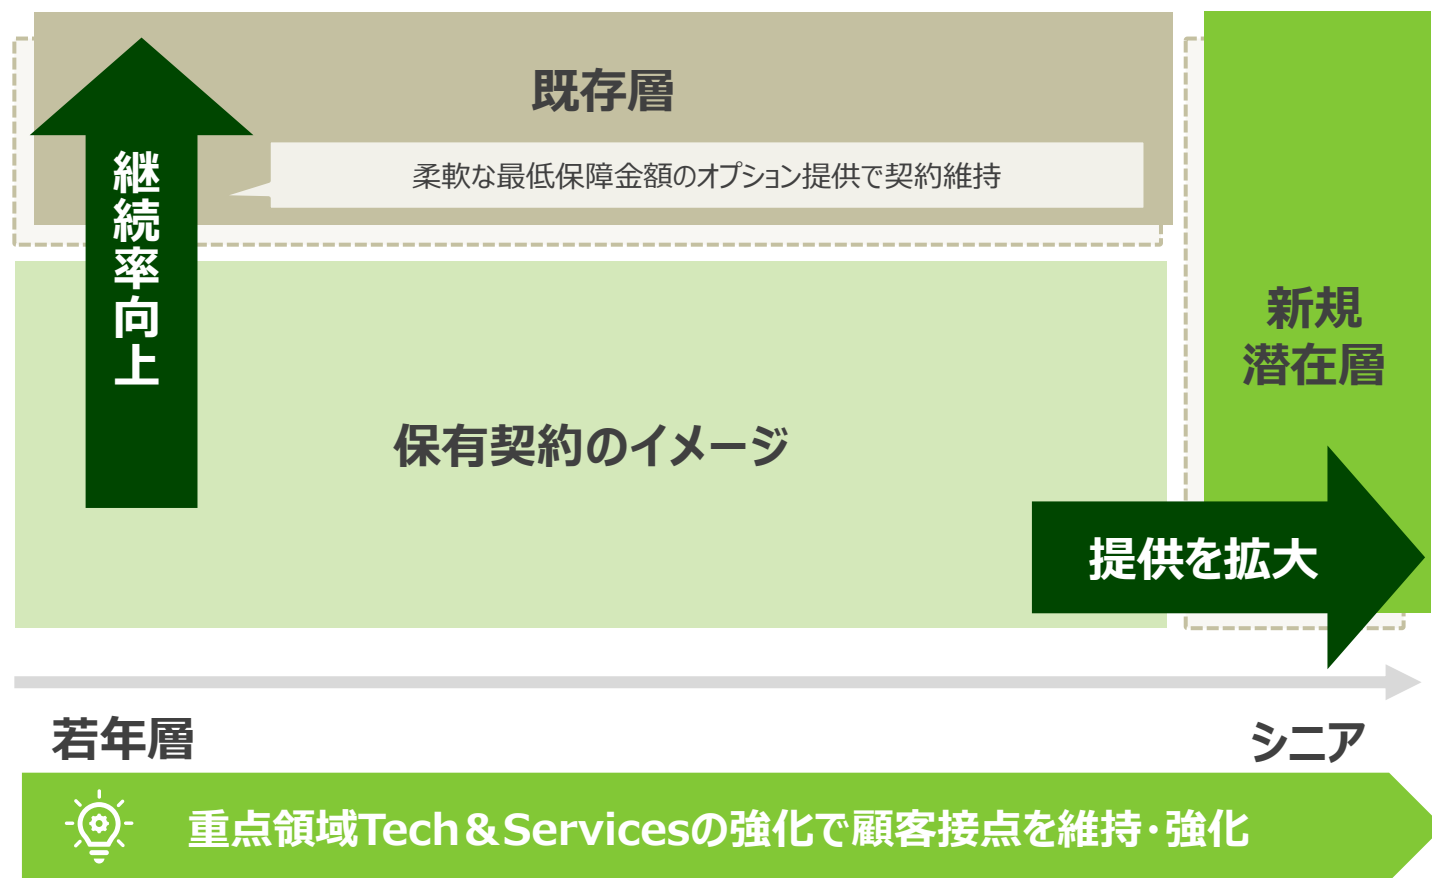 既存層
柔軟な最低保障金額のオプション提供で契約維持
継続率向上
新規
潜在層
保有契約のイメージ
提供を拡大
若年層
シニア
重点領域Tech＆Servicesの強化で顧客接点を維持・強化